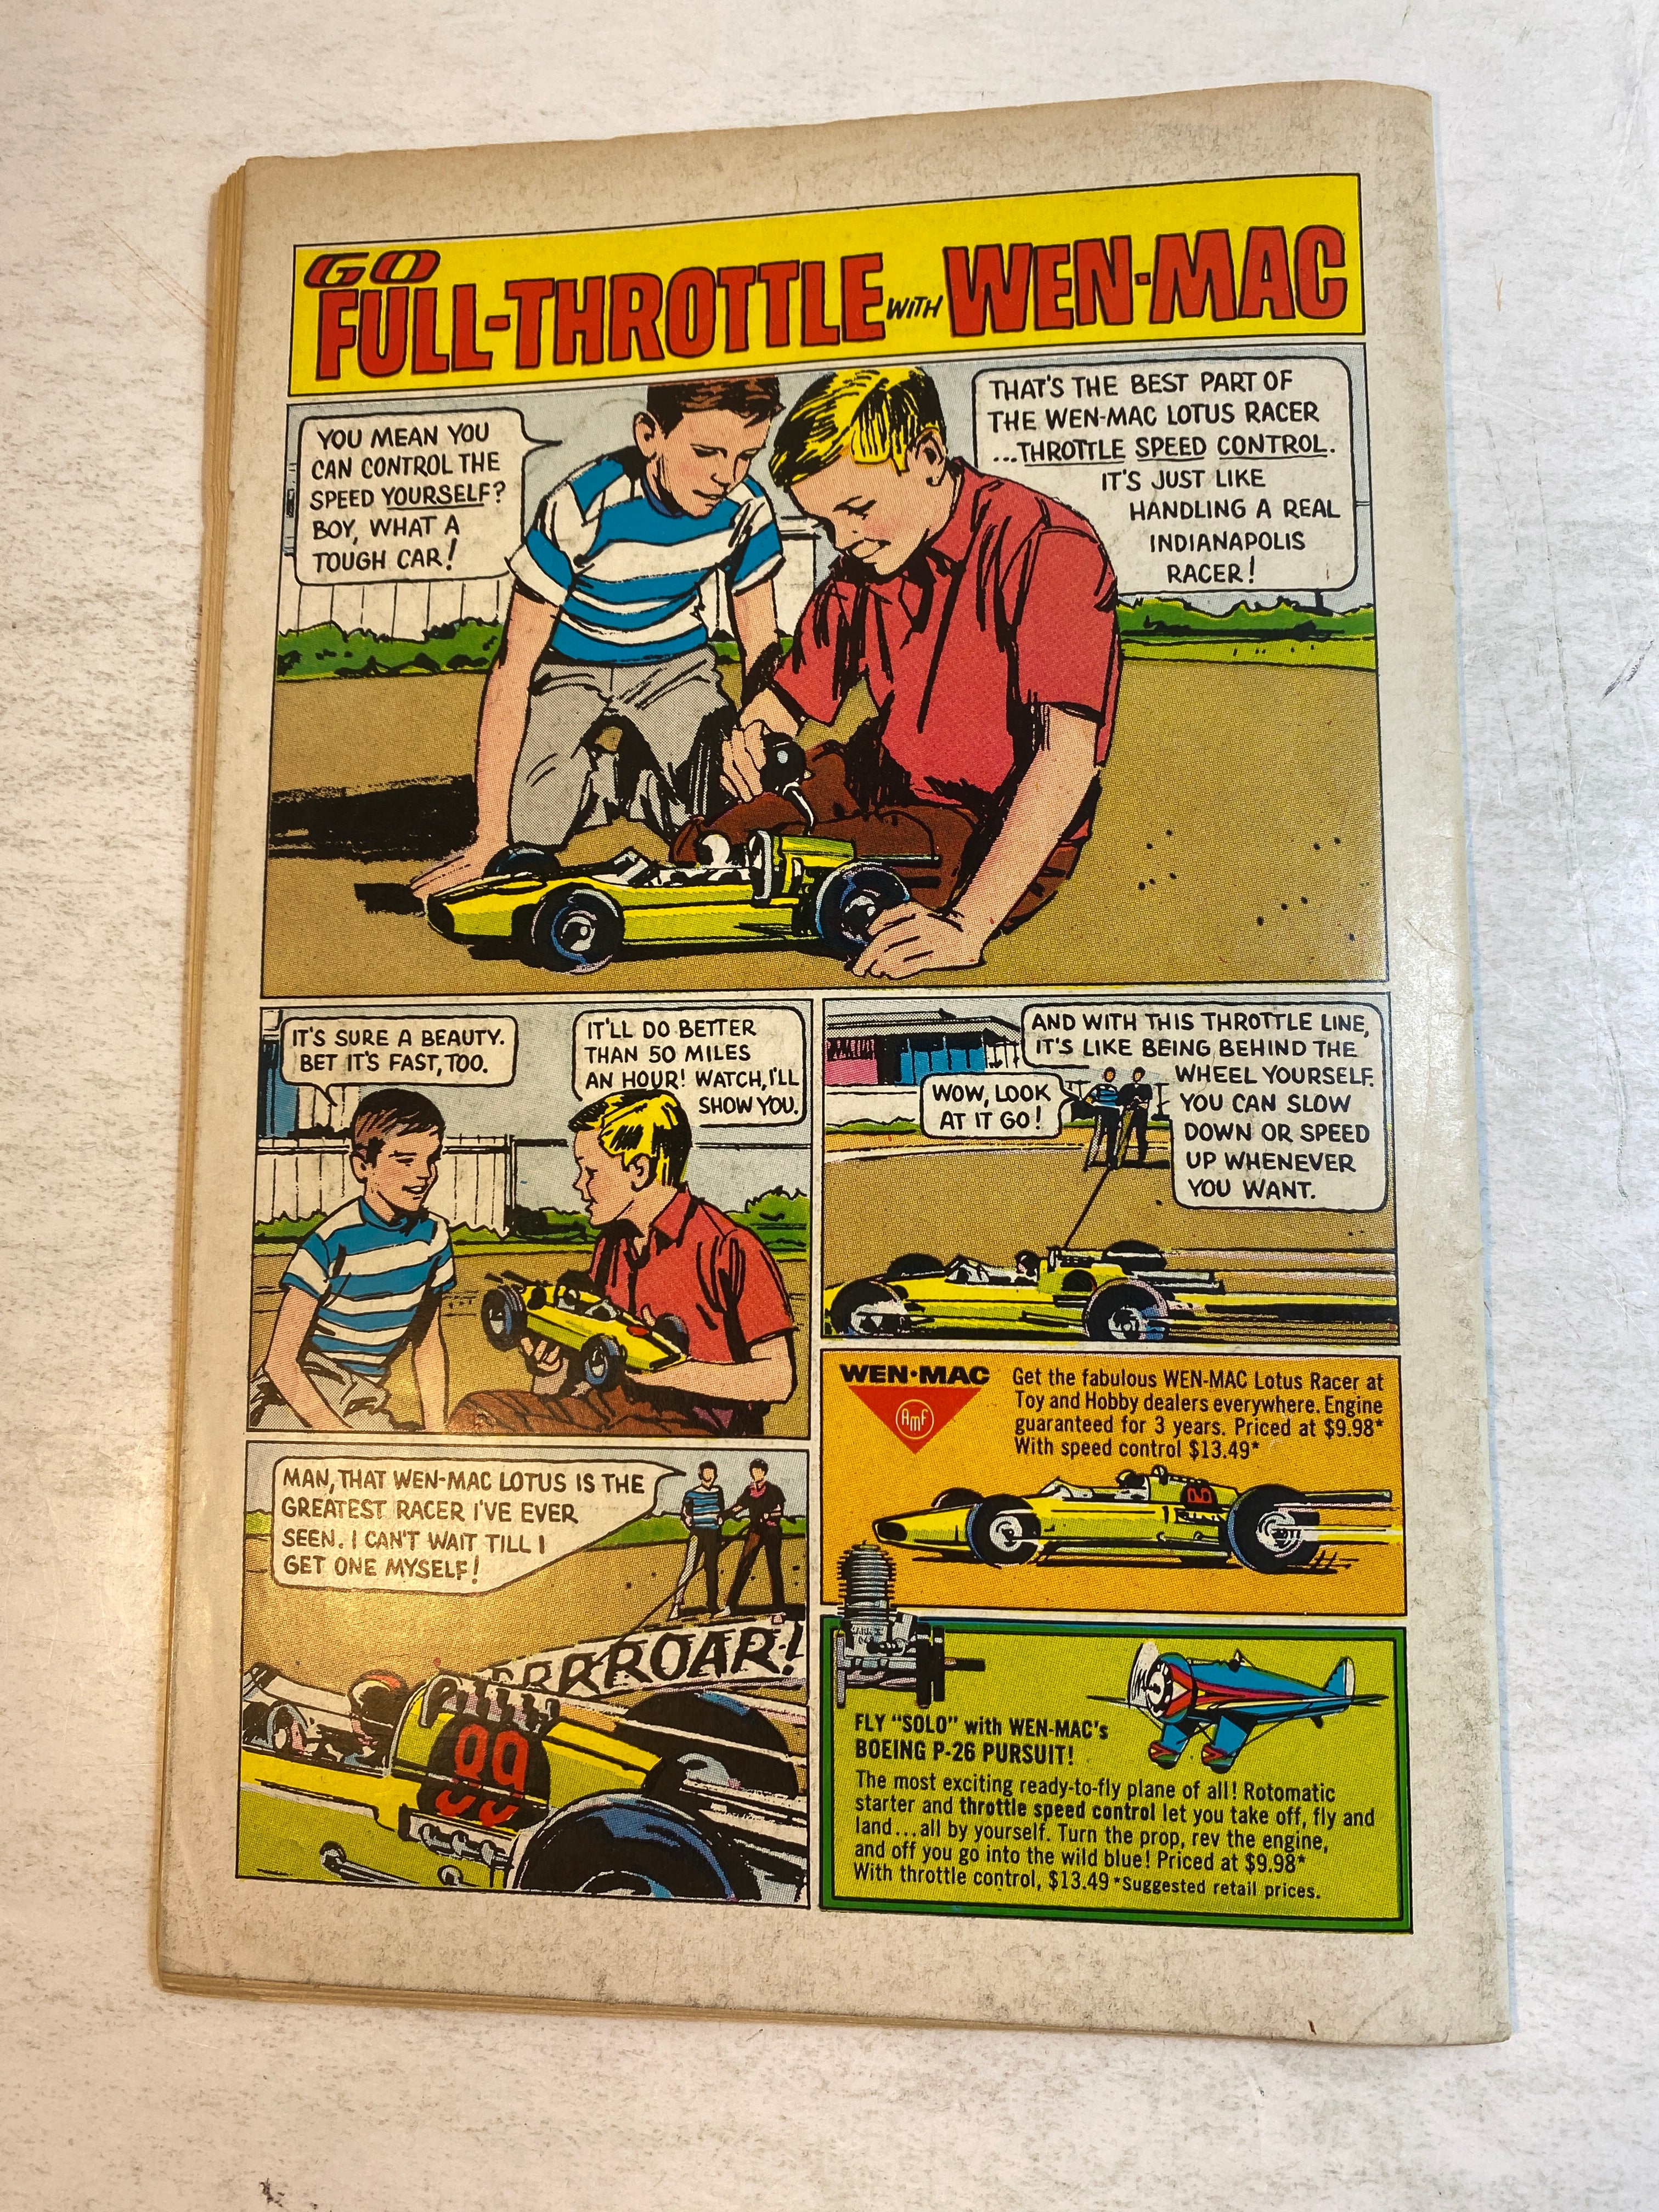 GO
FULL-THROTTLE WITH WEN-MAC
YOU MEAN YOU
CAN CONTROL THE
SPEED YOURSELF?
BOY, WHAT A
TOUGH CAR!
THAT'S THE BEST PART OF
THE WEN-MAC LOTUS RACER
...THROTTLE SPEED CONTROL.
IT'S JUST LIKE
HANDLING A REAL
INDIANAPOLIS
RACER!
IT'S SURE A BEAUTY.
BET IT'S FAST, TOO.
IT'LL DO BETTER
THAN 50 MILES
AN HOUR! WATCH, I'LL
SHOW YOU.
WOW, LOOK
AT IT GO!
AND WITH THIS THROTTLE LINE,
IT'S LIKE BEING BEHIND THE
WHEEL YOURSELF.
YOU CAN SLOW
DOWN OR SPEED
UP WHENEVER
YOU WANT.
MAN, THAT WEN-MAC LOTUS IS THE
GREATEST RACER I'VE EVER
SEEN. I CAN'T WAIT TILL I
GET ONE MYSELF!
RRRROAR!
99
WEN·MAC
AMF
Get the fabulous WEN-MAC Lotus Racer at
Toy and Hobby dealers everywhere. Engine
guaranteed for 3 years. Priced at $9.98*
With speed control $13.49*
FLY "SOLO" with WEN-MAC's
BOEING P-26 PURSUIT!
The most exciting ready-to-fly plane of all! Rotomatic
starter and throttle speed control let you take off, fly and
land...all by yourself. Turn the prop, rev the engine,
and off you go into the wild blue! Priced at $9.98*
With throttle control, $13.49 *Suggested retail prices.